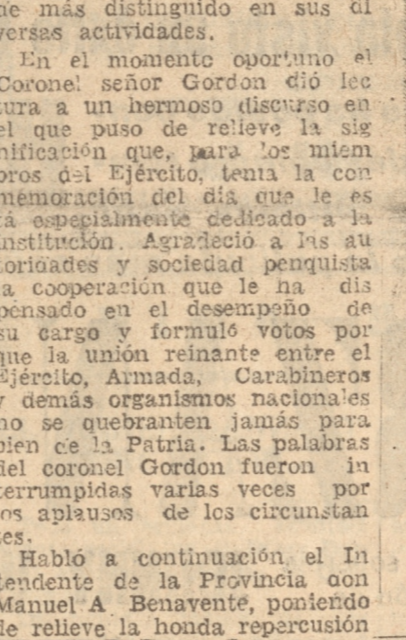 de más distinguido en sus di
versas actividades.
En el momento oportuno el
Coronel señor Gordon dió lec
tura a un hermoso discurso en
el que puso de relieve la sig
nificación que, para los miem
bros del Ejército, tenía la con
memoración del día que le es
tá especialmente dedicado a la
institución. Agradeció a las au
toridades y sociedad penquista
la cooperación que le ha dis
pensado en el desempeño de
su cargo y formuló votos por
que la unión reinante entre el
Ejército, Armada, Carabineros
y demás organismos nacionales
no se quebranten jamás para
bien de la Patria. Las palabras
del coronel Gordon fueron in
terrumpidas varias veces por
los aplausos de los circunstan
tes.
Habló a continuación el In
tendente de la Provincia don
Manuel A. Benavente, poniendo
de relieve la honda repercusión